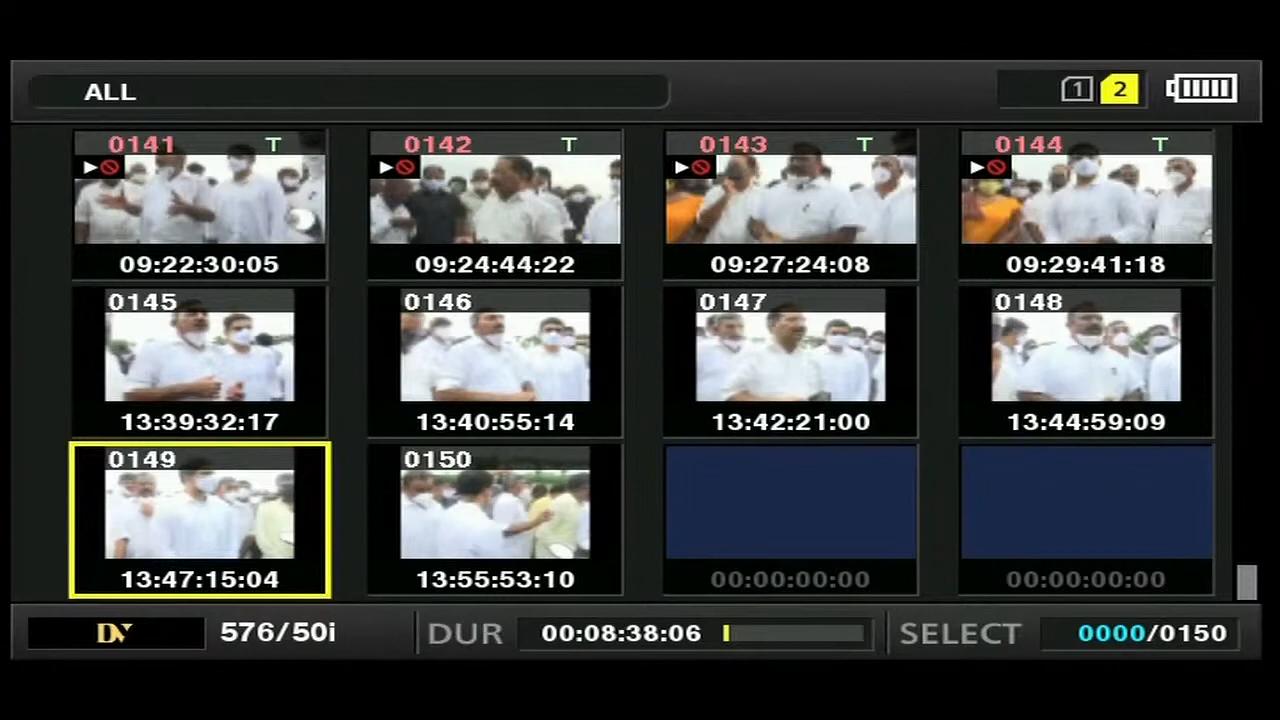 ALL 1 2
0141 T 0142 T 0143 T 0144 T
09:22:30:05 09:24:44:22 09:27:24:08 09:29:41:18
0145 0146 0147 0148
13:39:32:17 13:40:55:14 13:42:21:00 13:44:59:09
0149 0150
13:47:15:04 13:55:53:10 00:00:00:00 00:00:00:00
DV 576/50i DUR 00:08:38:06 SELECT 0000/0150